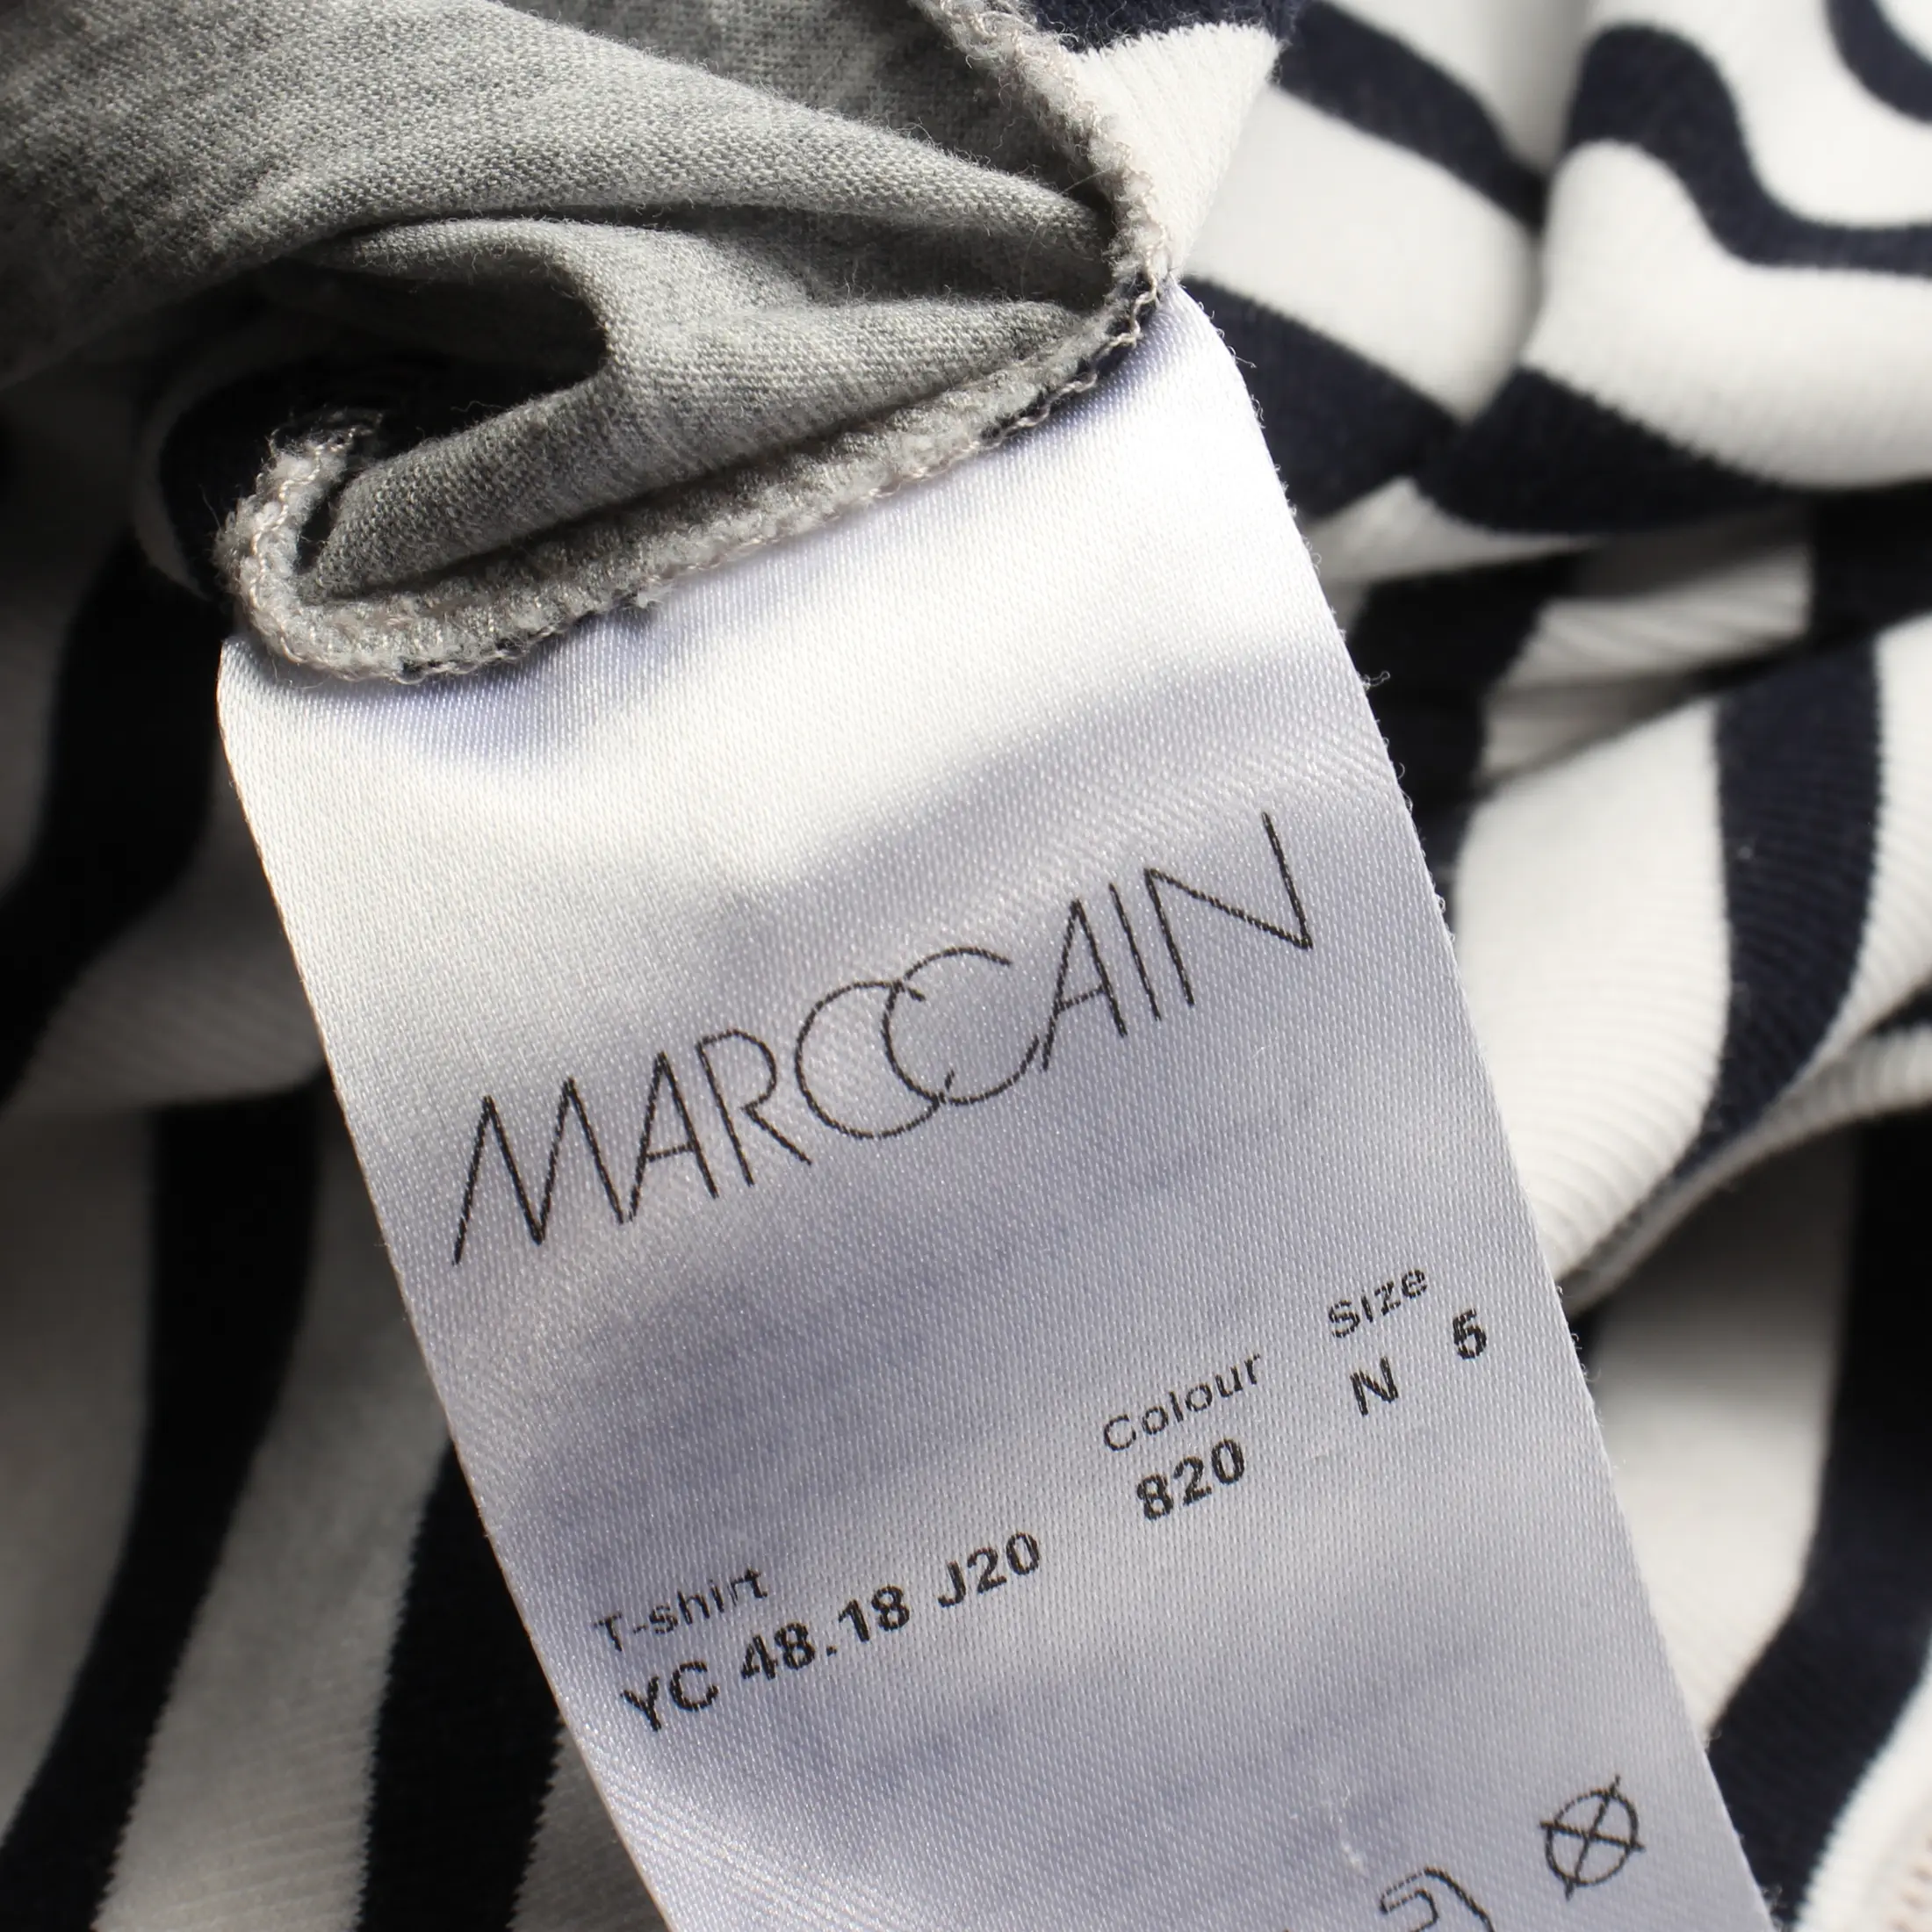 MARCCAIN
T-shirt Colour Size
YC 48.18 J20 820 N 5